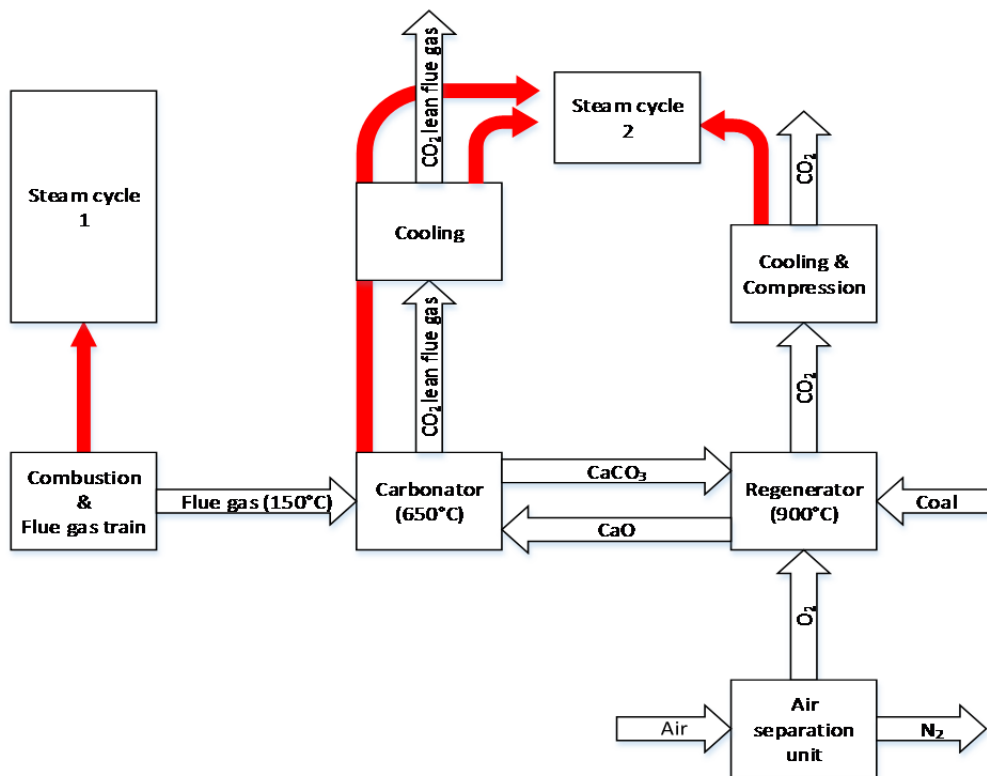 CO₂ lean flue gas
Steam cycle
1
Steam cycle
2
CO₂
Cooling
Cooling &
Compression
CO₂ lean flue gas
CO₂
Combustion
&
Flue gas train
Flue gas (150°C)
Carbonator
(650°C)
CaCO₃
CaO
Regenerator
(900°C)
Coal
O₂
Air
Air
separation
unit
N₂